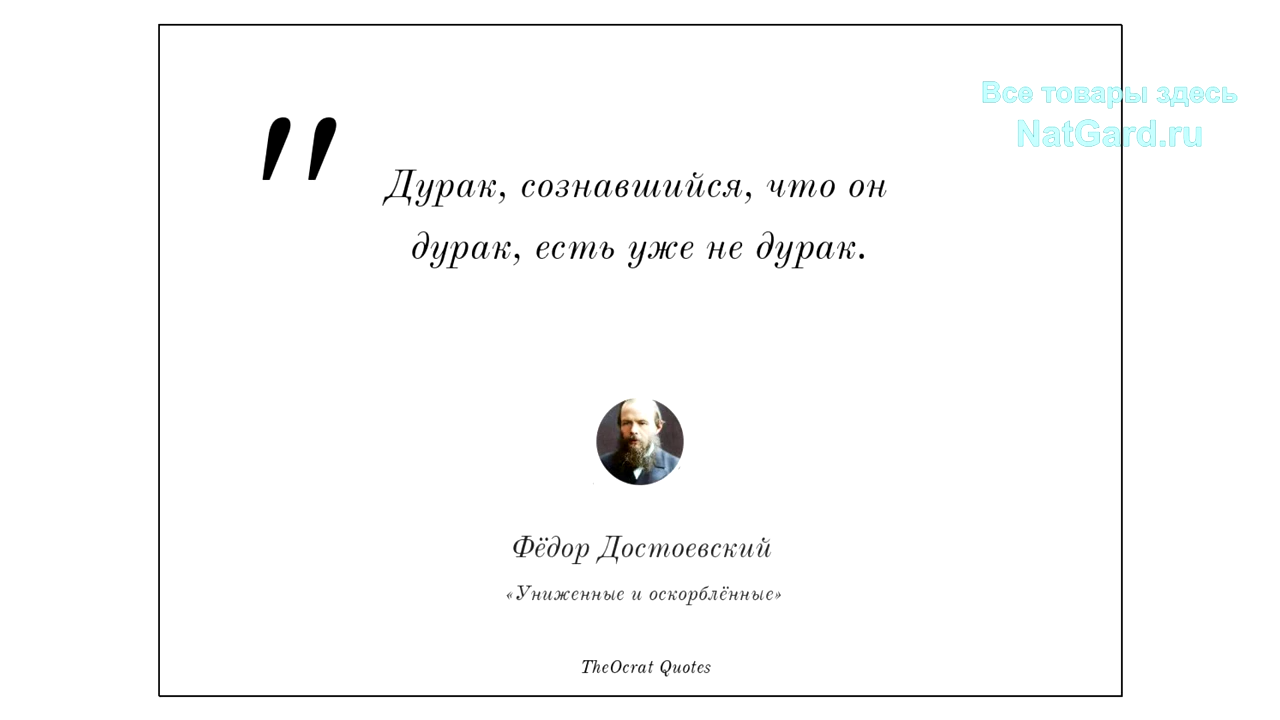 Все товары здесь
NatGard.ru
"
Дурак, сознавшийся, что он
дурак, есть уже не дурак.
Фёдор Достоевский
«Униженные и оскорблённые»
TheOcrat Quotes